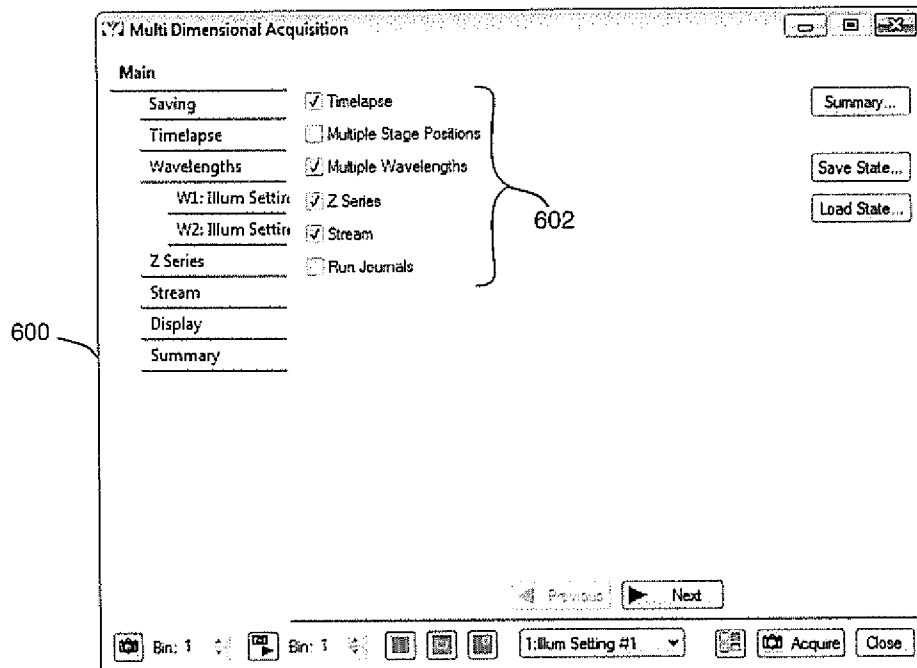 Multi Dimensional Acquisition
Main
Saving
Timelapse
Wavelengths
W1: Illum Settin
W2: Illum Settin
Z Series
Stream
Display
Summary
Timelapse
Multiple Stage Positions
Multiple Wavelengths
Z Series
Stream
Run Journals
602
Summary...
Save State...
Load State...
600
Previous
Next
Bin: 1
Bin: 1
1:Illum Setting #1
Acquire
Close